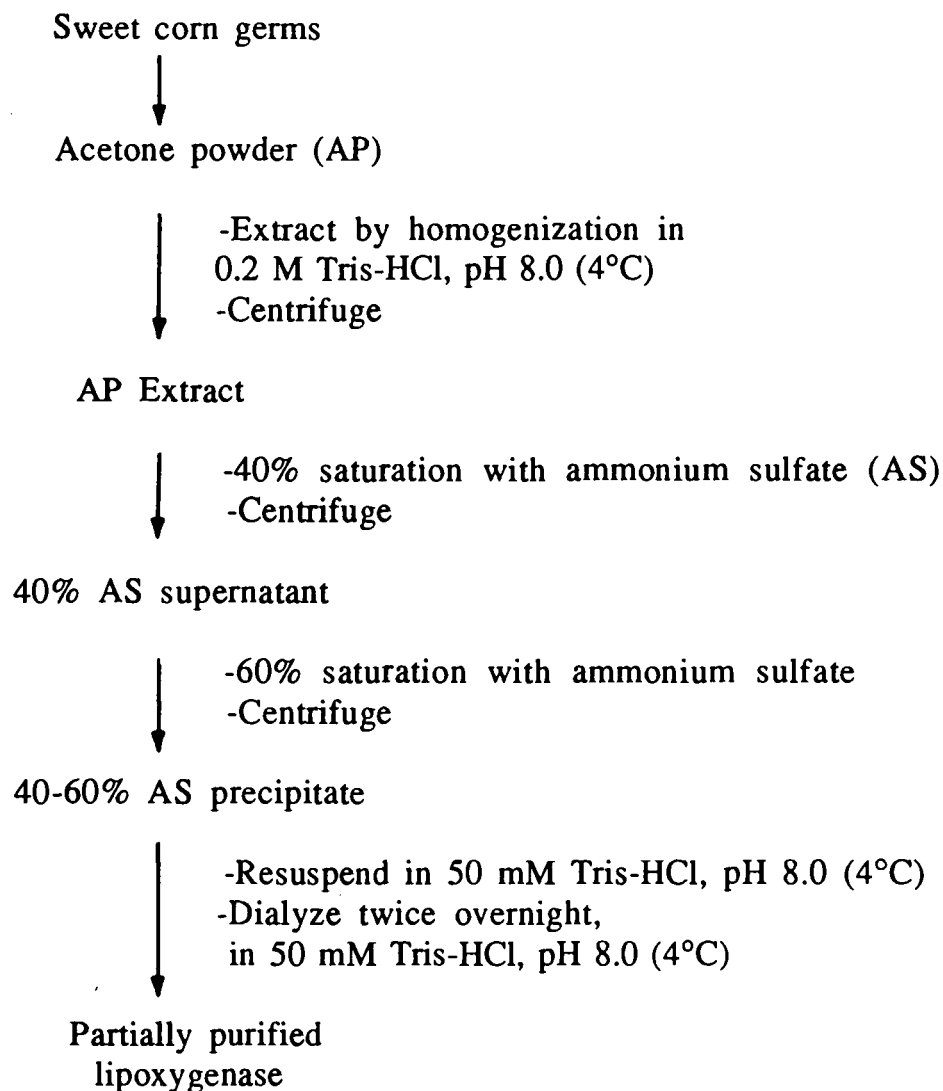 Sweet corn germs
Acetone powder (AP)
-Extract by homogenization in
0.2 M Tris-HCl, pH 8.0 (4°C)
-Centrifuge
AP Extract
-40% saturation with ammonium sulfate (AS)
-Centrifuge
40% AS supernatant
-60% saturation with ammonium sulfate
-Centrifuge
40-60% AS precipitate
-Resuspend in 50 mM Tris-HCl, pH 8.0 (4°C)
-Dialyze twice overnight,
in 50 mM Tris-HCl, pH 8.0 (4°C)
Partially purified
lipoxygenase